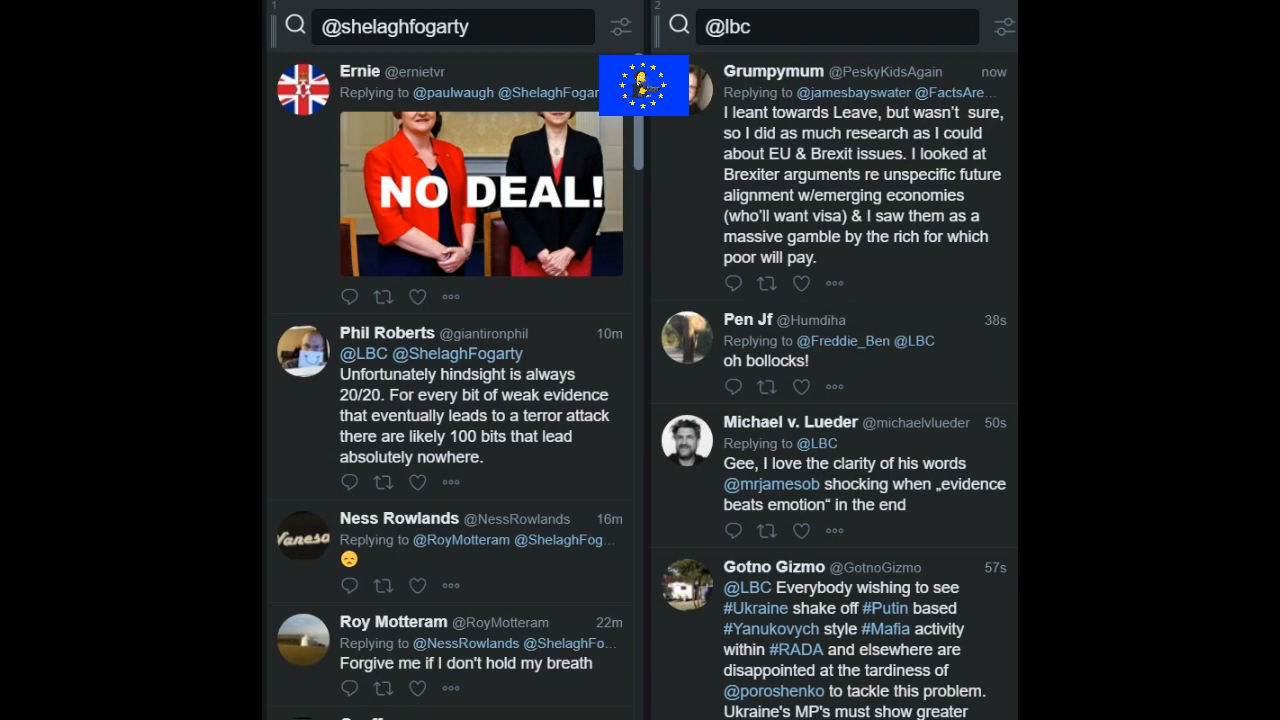 1
@shelaghfogarty
Ernie @ernietvr
Replying to @paulwaugh @ShelaghFogar
NO DEAL!
Phil Roberts @giantironphil 10m
@LBC @ShelaghFogarty
Unfortunately hindsight is always
20/20. For every bit of weak evidence
that eventually leads to a terror attack
there are likely 100 bits that lead
absolutely nowhere.
Ness Rowlands @NessRowlands 16m
Replying to @RoyMotteram @ShelaghFog...
😞
Roy Motteram @RoyMotteram 22m
Replying to @NessRowlands @ShelaghFo...
Forgive me if I don't hold my breath
2
@lbc
Grumpymum @PeskyKidsAgain now
Replying to @jamesbayswater @FactsAre...
I leant towards Leave, but wasn't sure,
so I did as much research as I could
about EU & Brexit issues. I looked at
Brexiter arguments re unspecific future
alignment w/emerging economies
(who'll want visa) & I saw them as a
massive gamble by the rich for which
poor will pay.
Pen Jf @Humdiha 38s
Replying to @Freddie_Ben @LBC
oh bollocks!
Michael v. Lueder @michaelvlueder 50s
Replying to @LBC
Gee, I love the clarity of his words
@mrjamesob shocking when „evidence
beats emotion“ in the end
Gotno Gizmo @GotnoGizmo 57s
@LBC Everybody wishing to see
#Ukraine shake off #Putin based
#Yanukovych style #Mafia activity
within #RADA and elsewhere are
disappointed at the tardiness of
@poroshenko to tackle this problem.
Ukraine's MP's must show greater